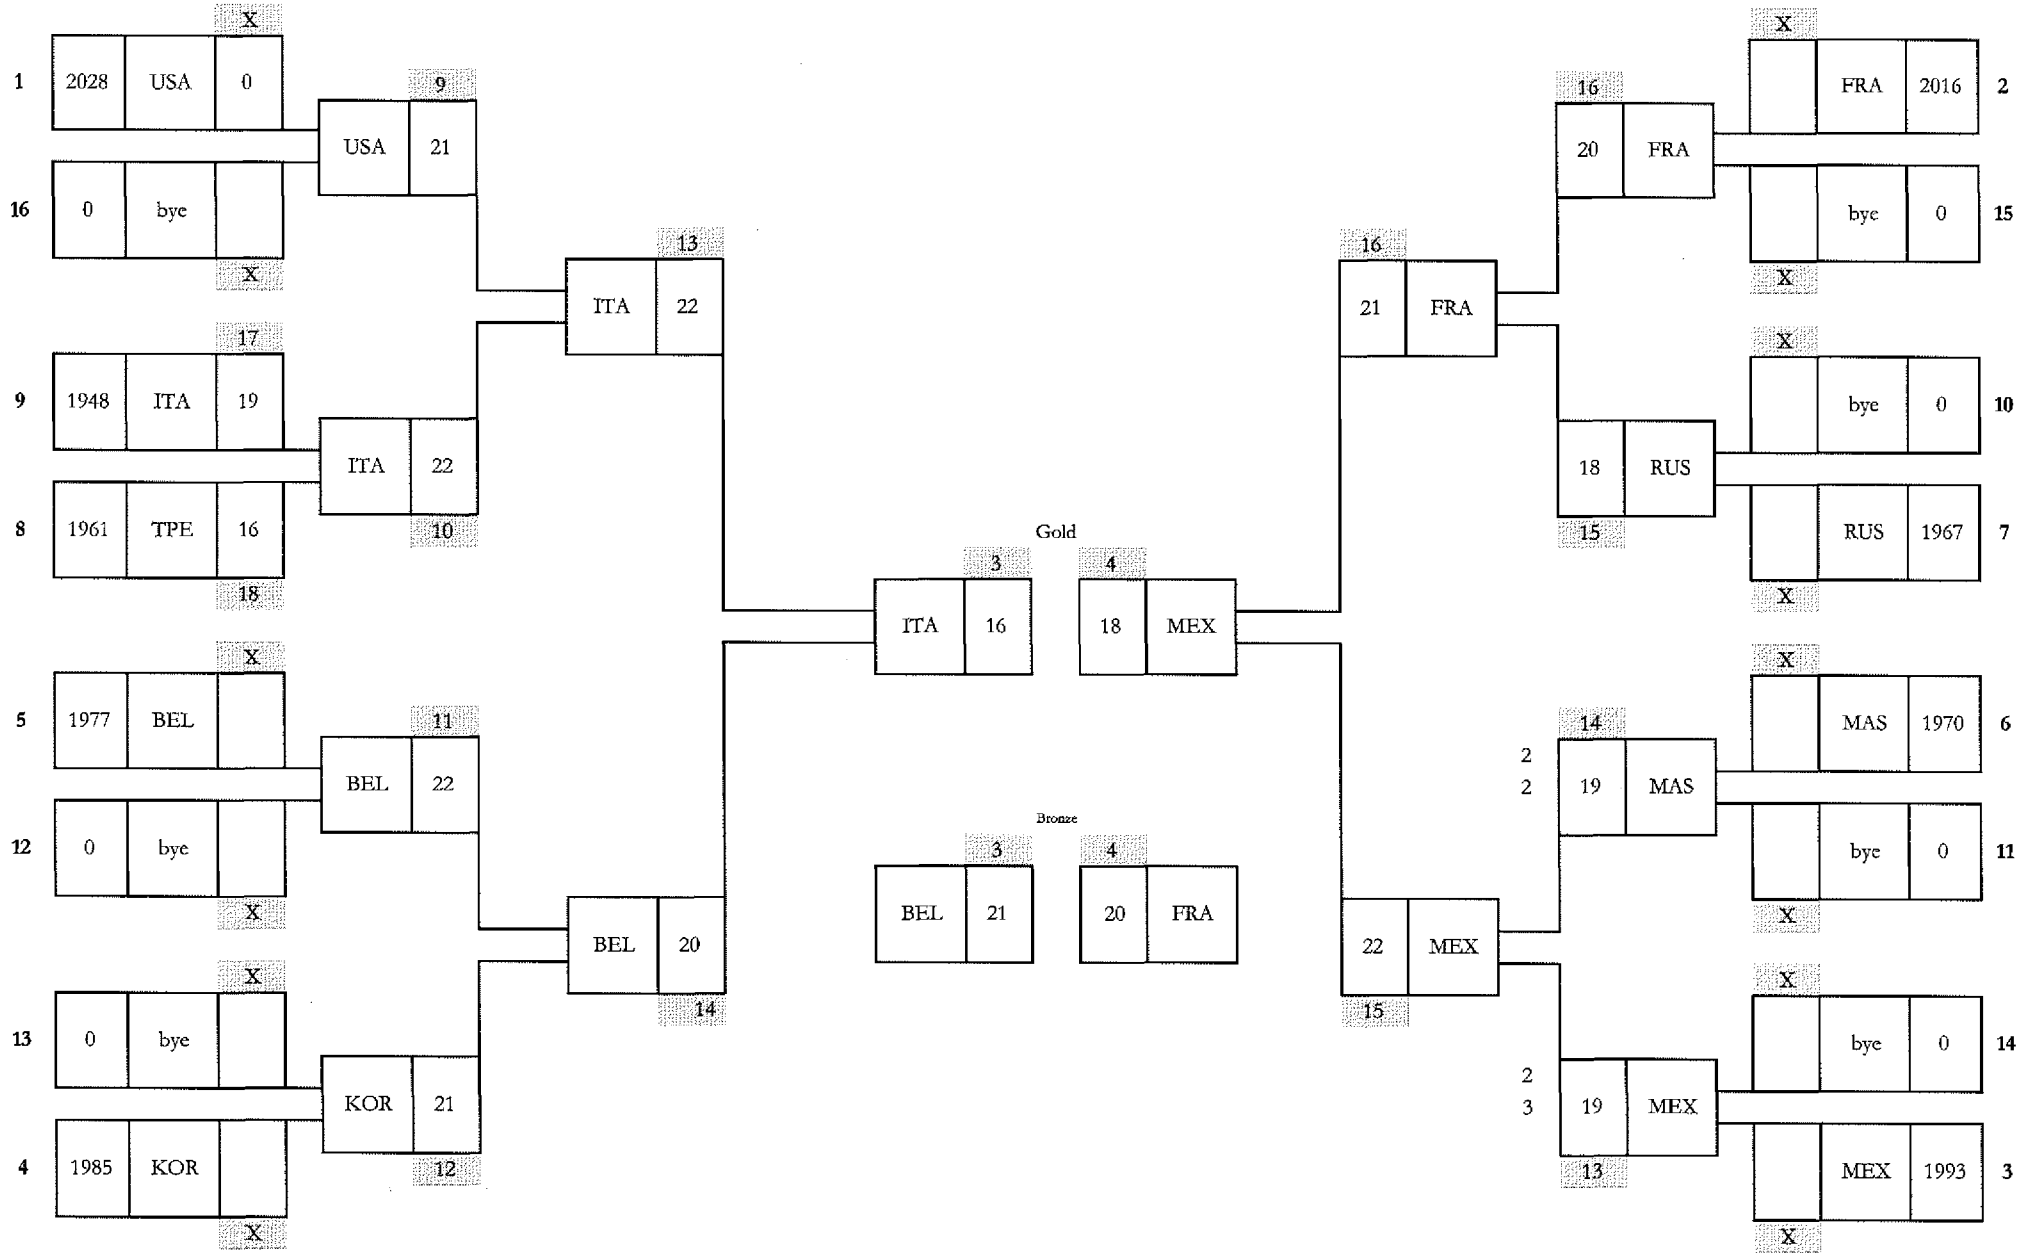 X
1 2028 USA 0
16 0 bye
X
17
9 1948 ITA 19
8 1961 TPE 16
18
X
5 1977 BEL
12 0 bye
X
X
13 0 bye
4 1985 KOR
X
9
USA 21
ITA 22
10
11
BEL 22
KOR 21
12
13
ITA 22
BEL 20
14
Gold
3 4
ITA 16 18 MEX
Bronze
3 4
BEL 21 20 FRA
16
21 FRA
22 MEX
15
16
20 FRA
18 RUS
15
14
2
2
19 MAS
2
3
19 MEX
13
X
FRA 2016 2
bye 0 15
X
X
bye 0 10
RUS 1967 7
X
X
MAS 1970 6
bye 0 11
X
X
bye 0 14
MEX 1993 3
X